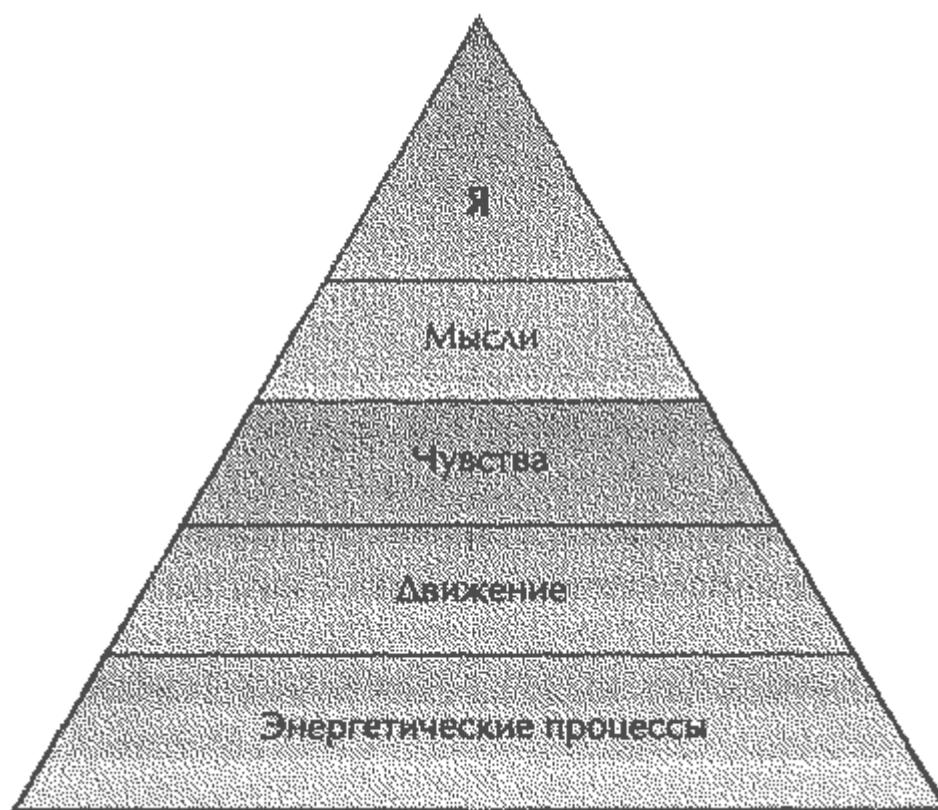 Я
Мысли
Чувства
Движение
Энергетические процессы